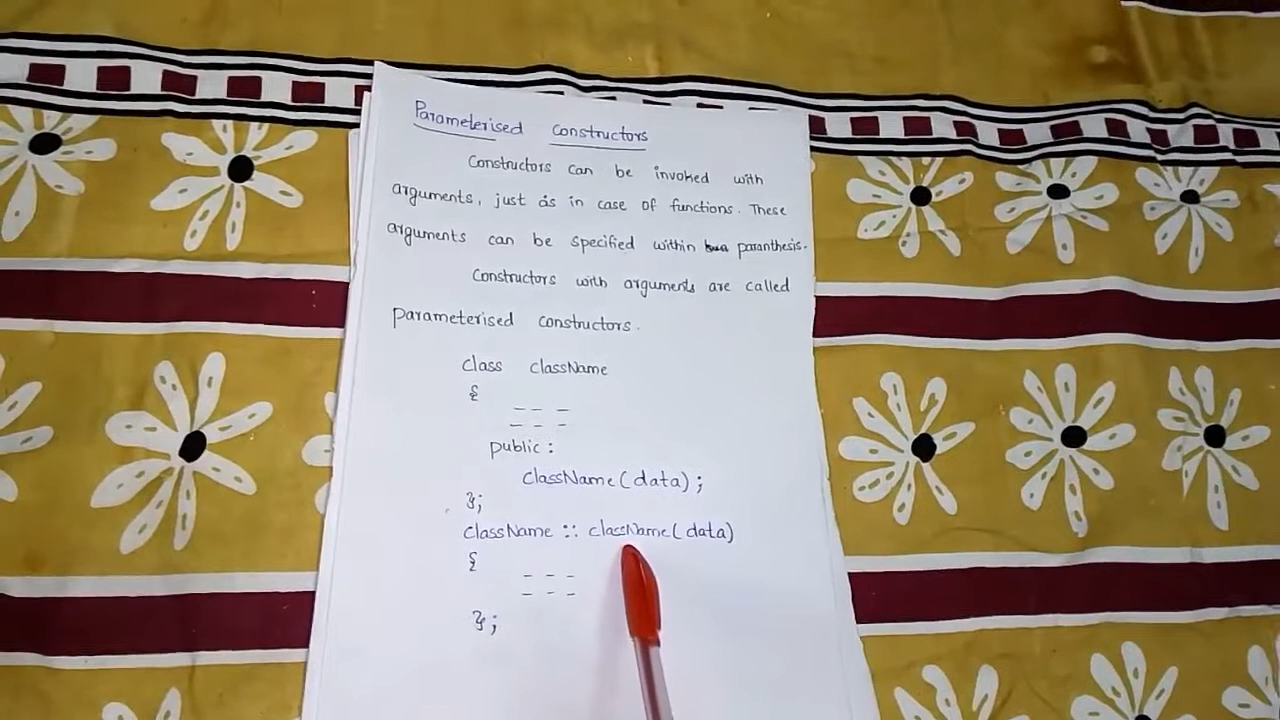 Parameterised constructors
Constructors can be invoked with
arguments, just as in case of functions. These
arguments can be specified within paranthesis.
Constructors with arguments are called
parameterised constructors.
class className
{
-- --
-- -- --
public:
className(data);
};
className :: className(data)
{
-- -- --
-- -- --
};